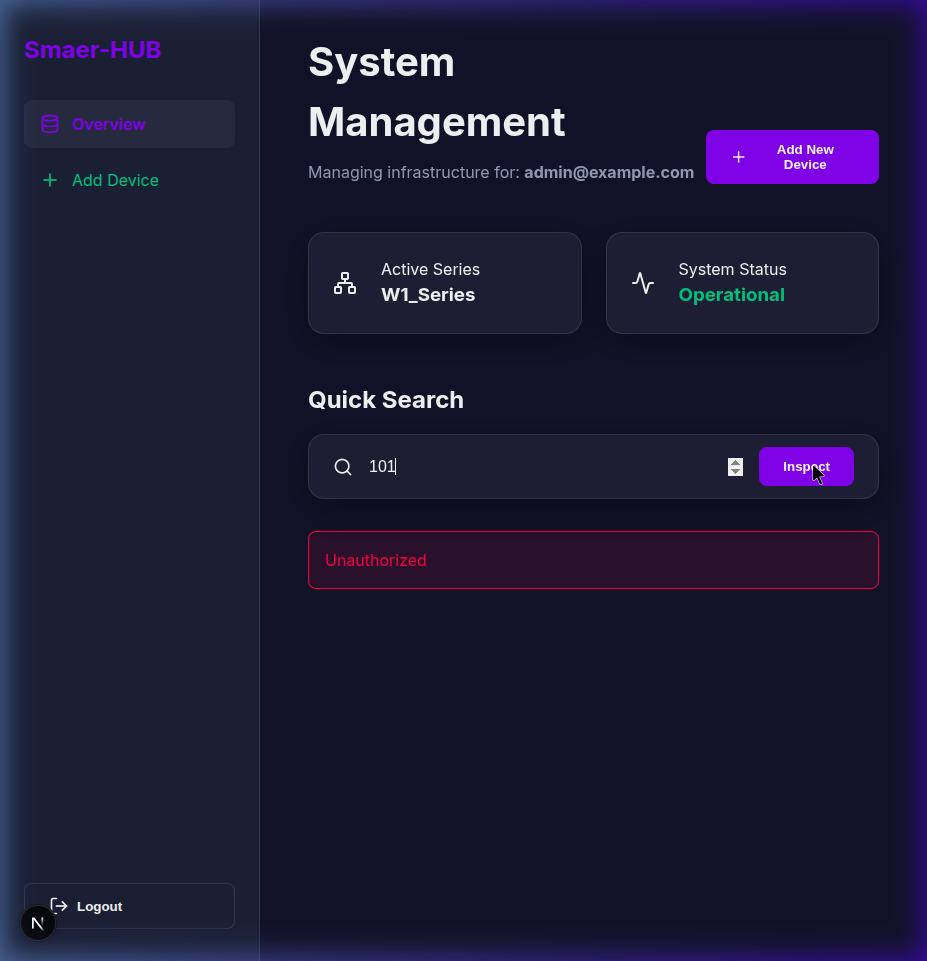 Smaer-HUB
Overview
Add Device
System
Management
Managing infrastructure for: admin@example.com
Add New
Device
Active Series
W1_Series
System Status
Operational
Quick Search
101
Inspect
Unauthorized
Logout
N